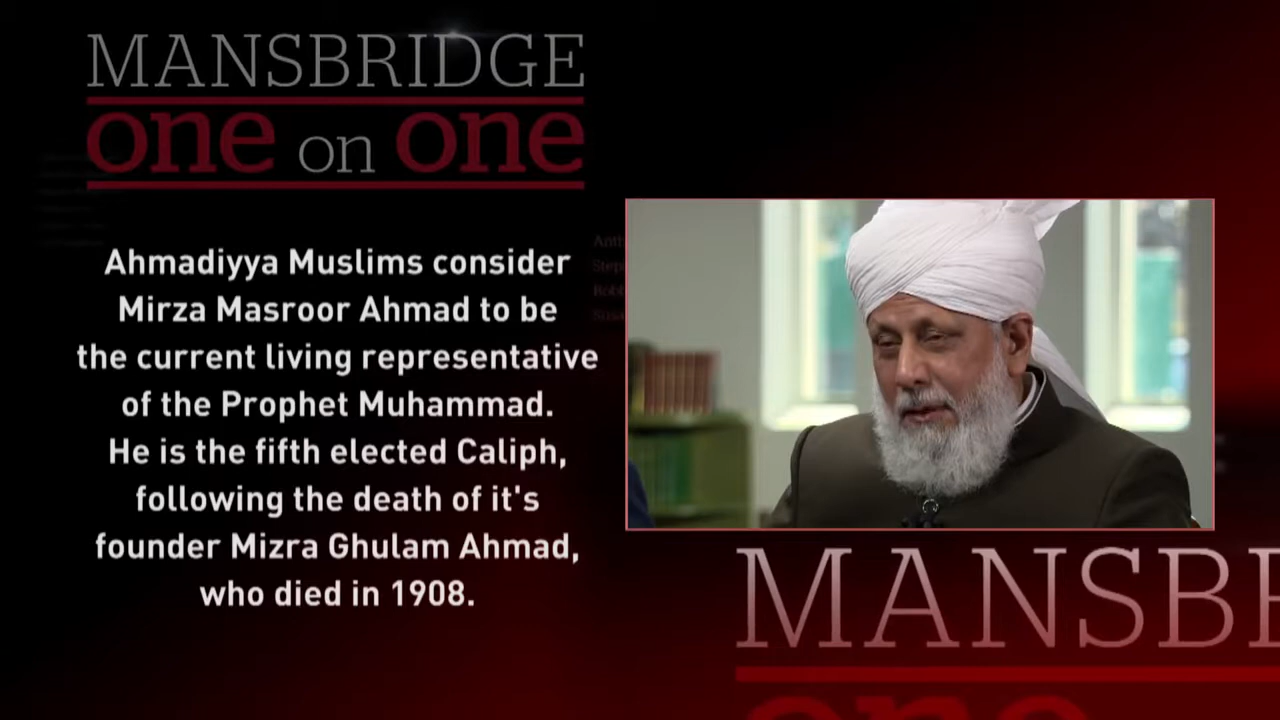 MANSBRIDGE
one on one
Ahmadiyya Muslims consider
Mirza Masroor Ahmad to be
the current living representative
of the Prophet Muhammad.
He is the fifth elected Caliph,
following the death of it's
founder Mizra Ghulam Ahmad,
who died in 1908.
MANSB
one